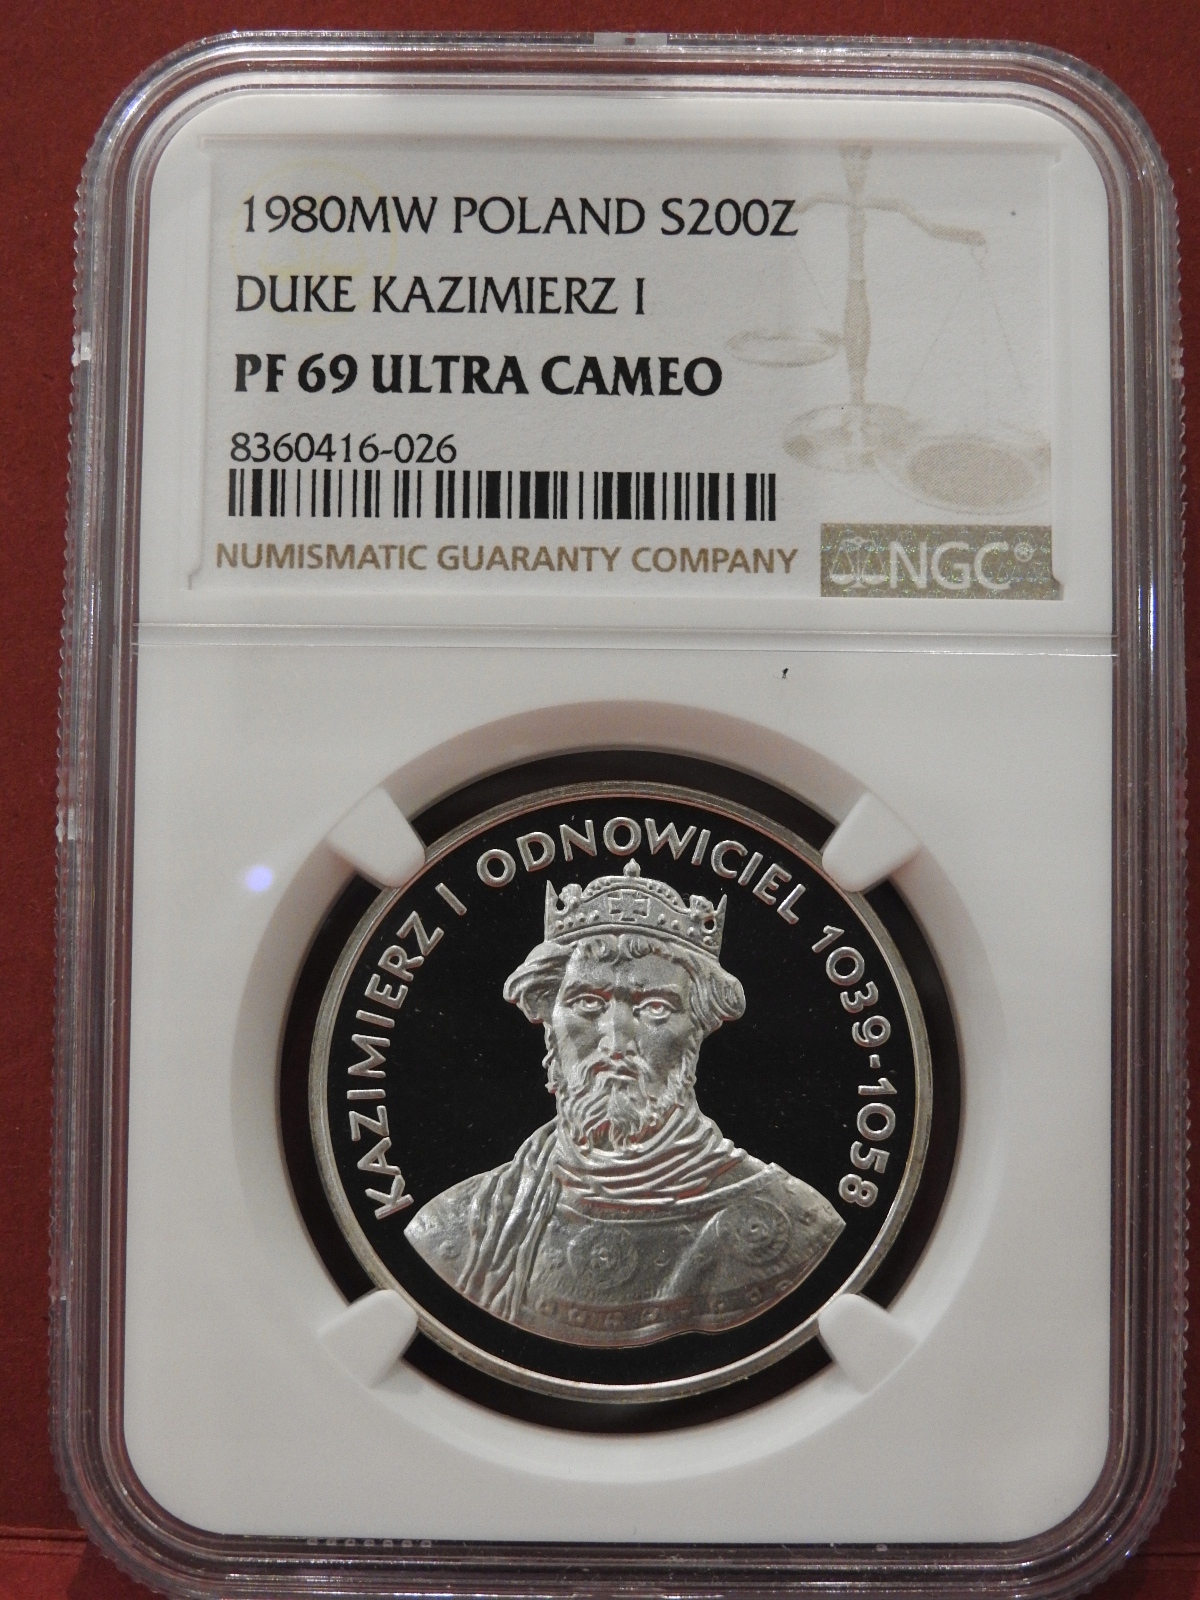 1980MW POLAND S200Z
DUKE KAZIMIERZ I
PF 69 ULTRA CAMEO
8360416-026
NUMISMATIC GUARANTY COMPANY
NGC®
KAZIMIERZ I ODNOWICIEL 1039-1058